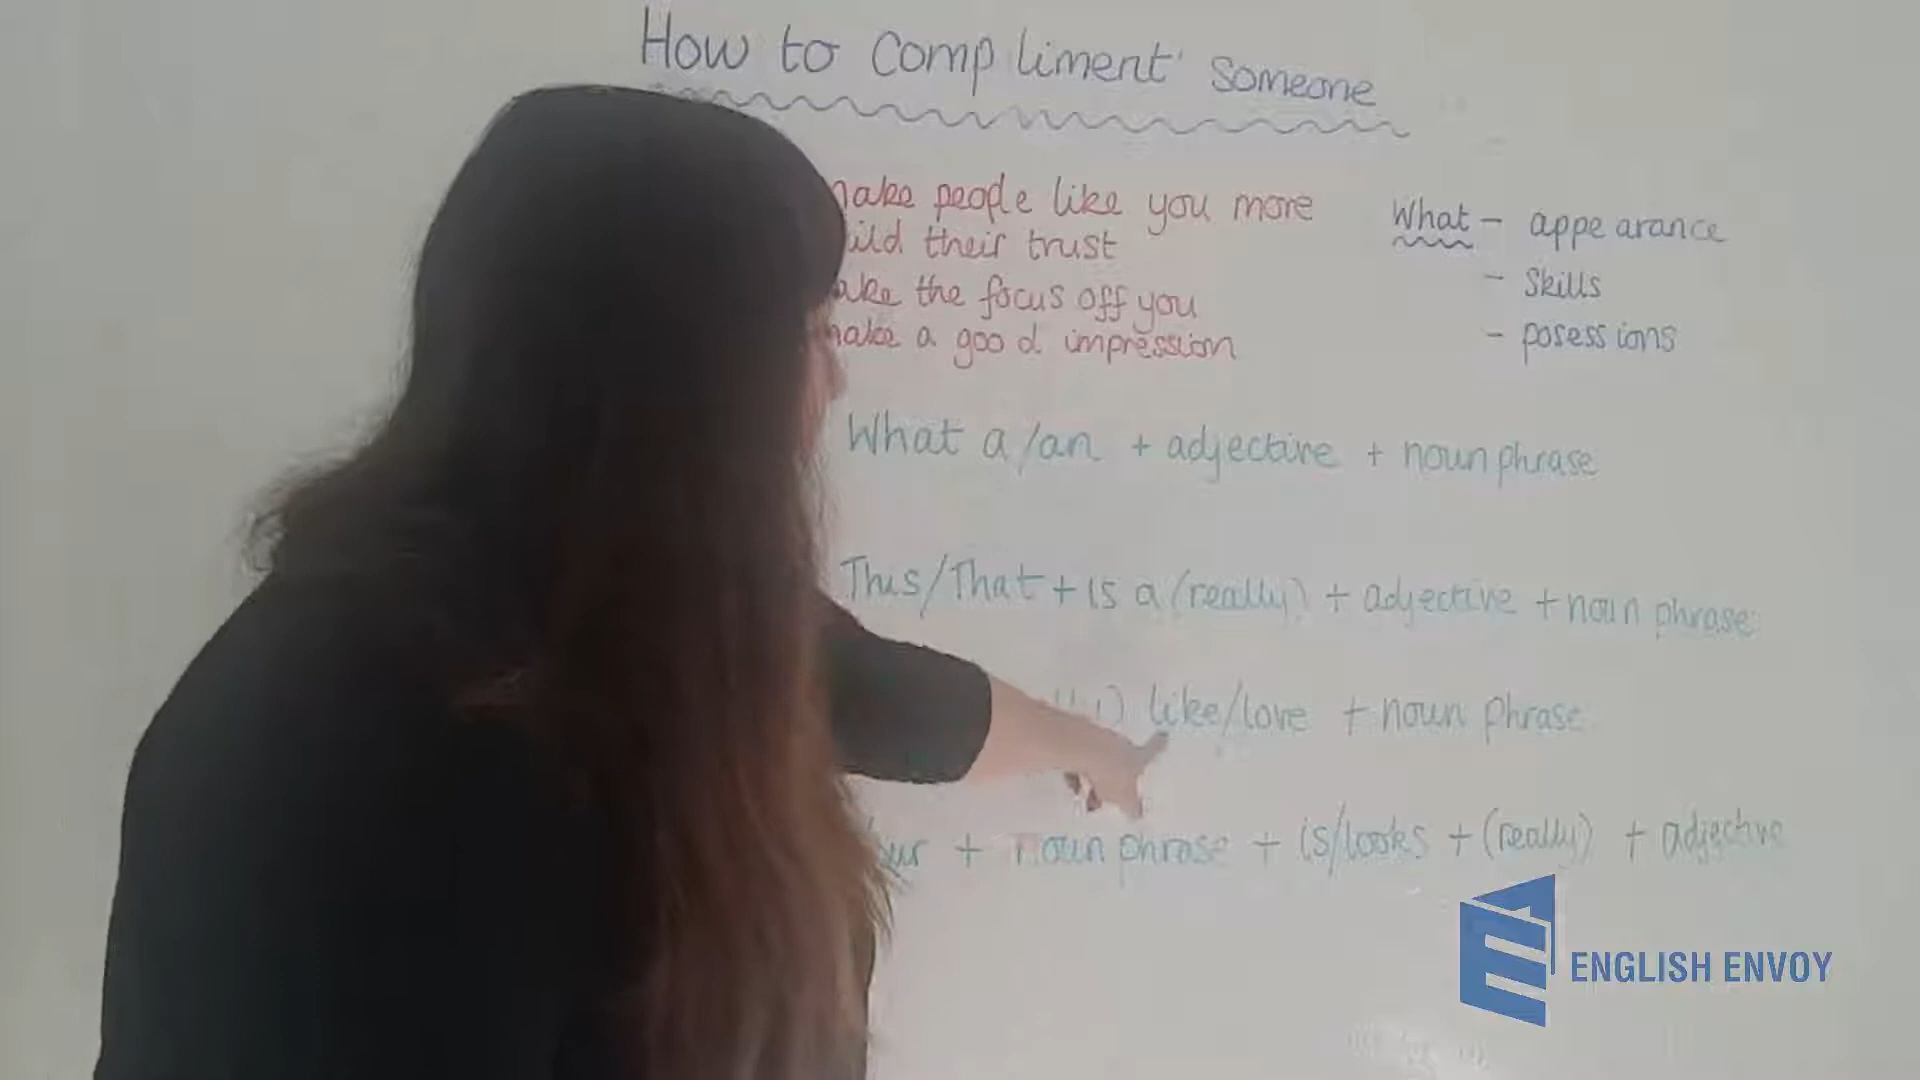 How to compliment someone
make people like you more
ild their trust
ake the focus off you
make a good impression
What - appearance
- Skills
- posessions
What a/an + adjective + noun phrase
This/That + is a (really) + adjective + noun phrase
like/love + noun phrase
+ noun phrase + is/looks + (really) + adjective
ENGLISH ENVOY